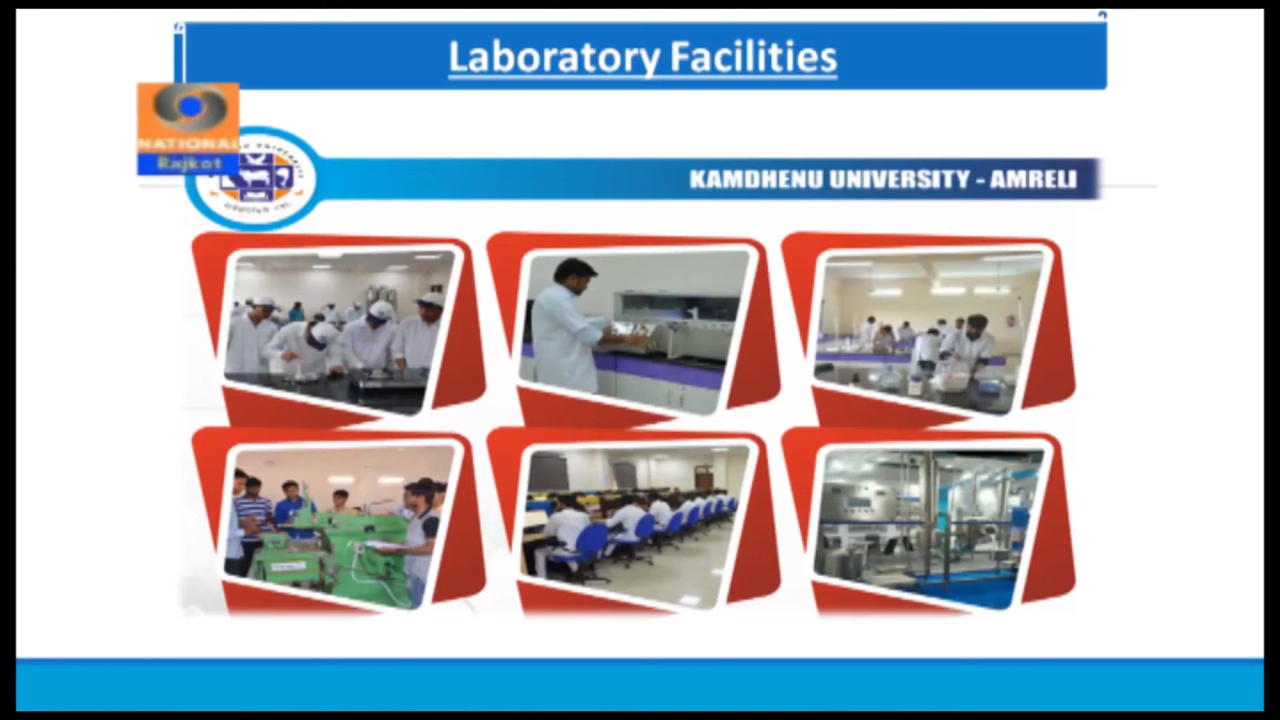 Laboratory Facilities
NATIONAL
Rajkot
KAMDHENU UNIVERSITY - AMRELI